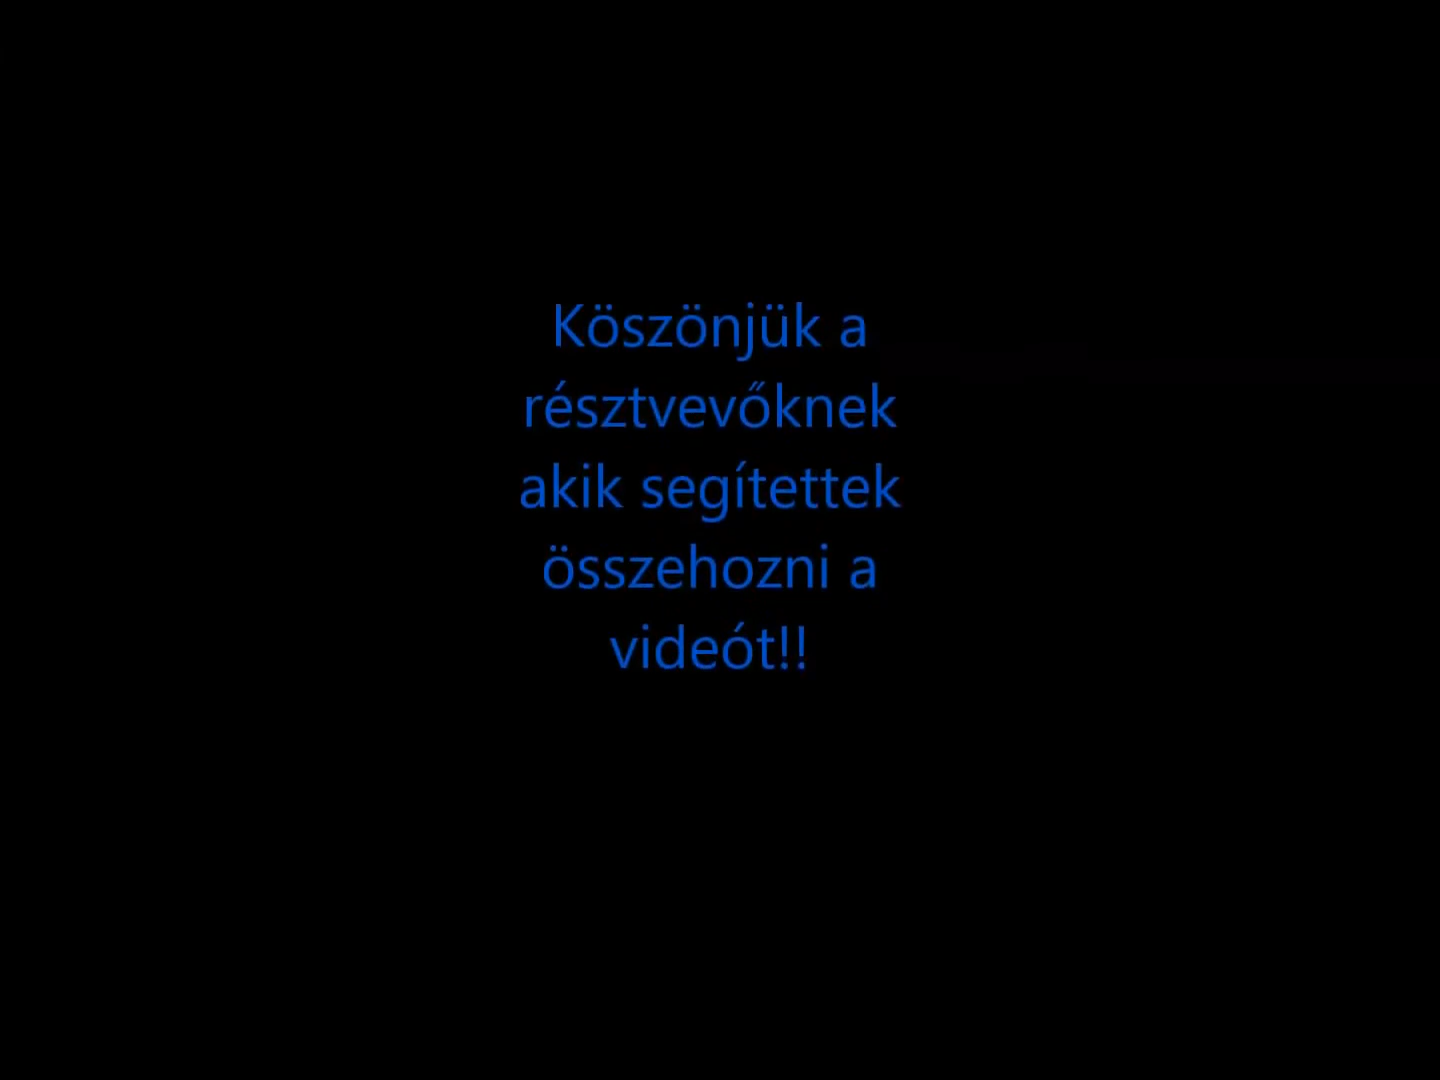 Köszönjük a
résztvevőknek
akik segítettek
összehozni a
videót!!